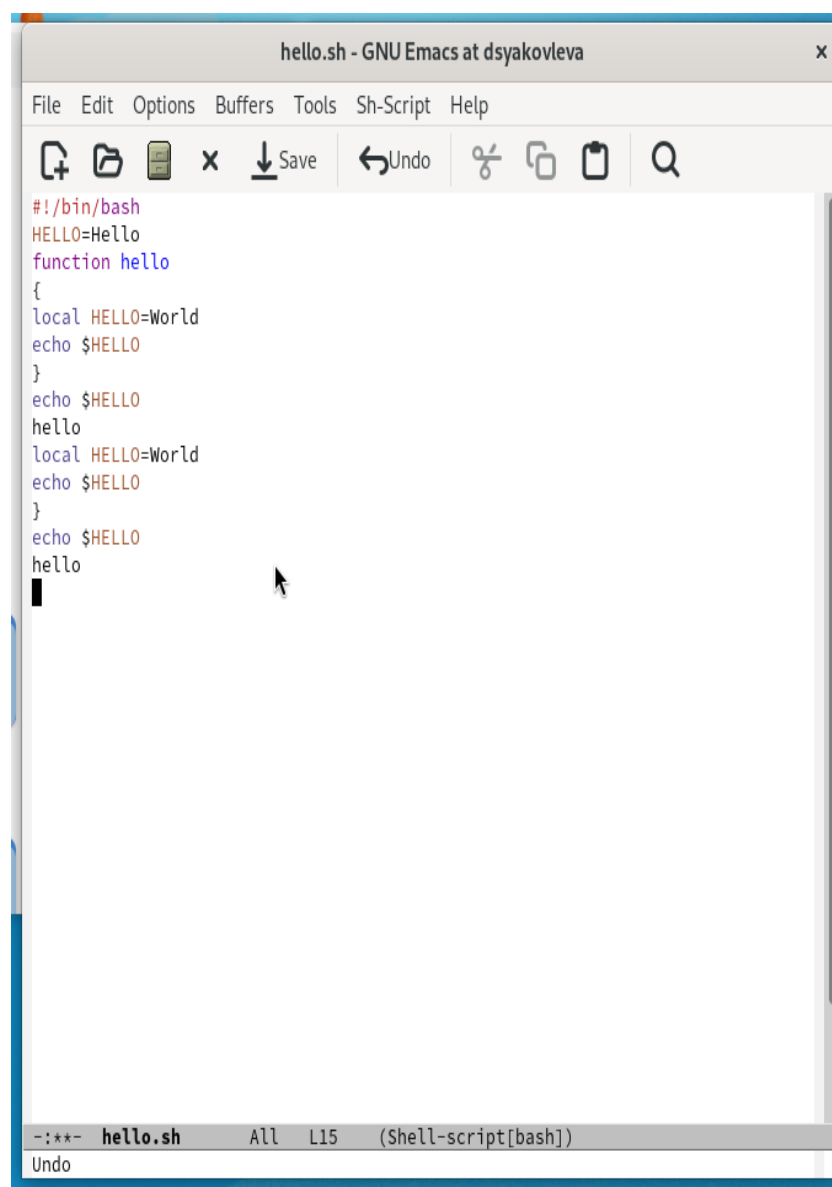 hello.sh - GNU Emacs at dsyakovleva x
File Edit Options Buffers Tools Sh-Script Help
Save Undo
#!/bin/bash
HELLO=Hello
function hello
{
local HELLO=World
echo $HELLO
}
echo $HELLO
hello
local HELLO=World
echo $HELLO
}
echo $HELLO
hello
-:**- hello.sh All L15 (Shell-script[bash])
Undo